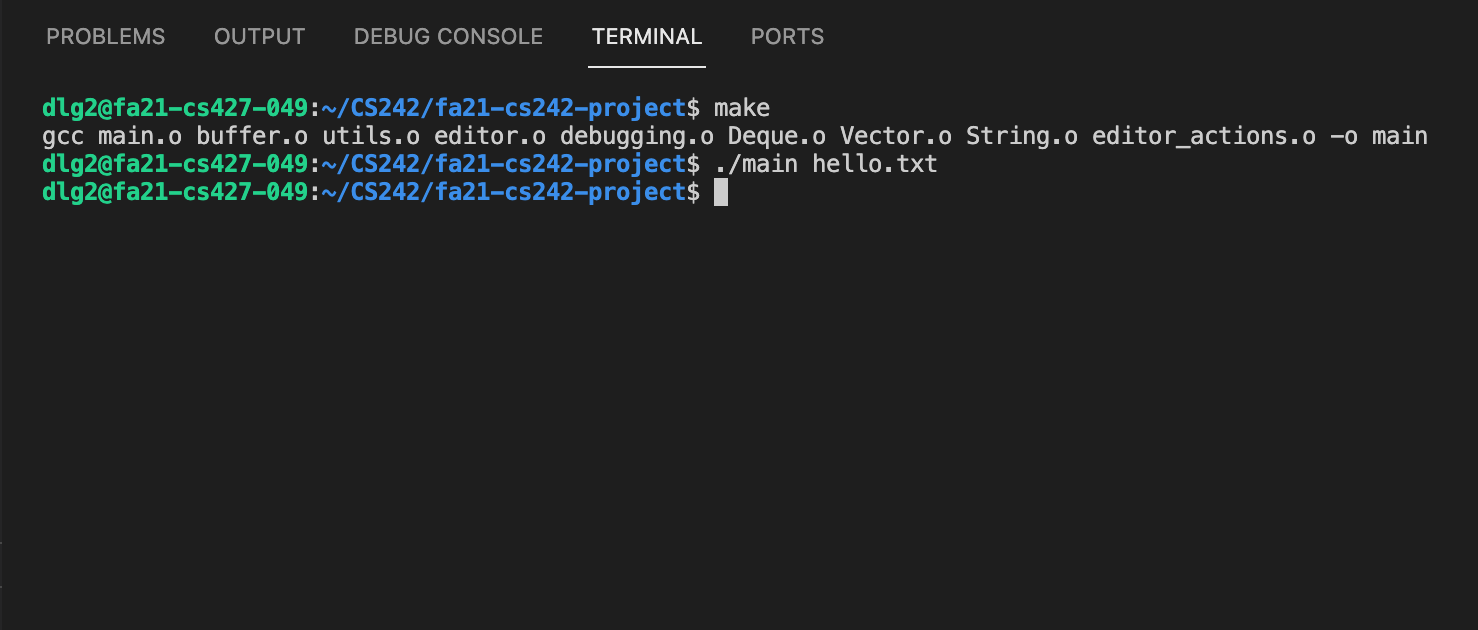 PROBLEMS OUTPUT DEBUG CONSOLE TERMINAL PORTS
dlg2@fa21-cs427-049:~/CS242/fa21-cs242-project$ make
gcc main.o buffer.o utils.o editor.o debugging.o Deque.o Vector.o String.o editor_actions.o -o main
dlg2@fa21-cs427-049:~/CS242/fa21-cs242-project$ ./main hello.txt
dlg2@fa21-cs427-049:~/CS242/fa21-cs242-project$